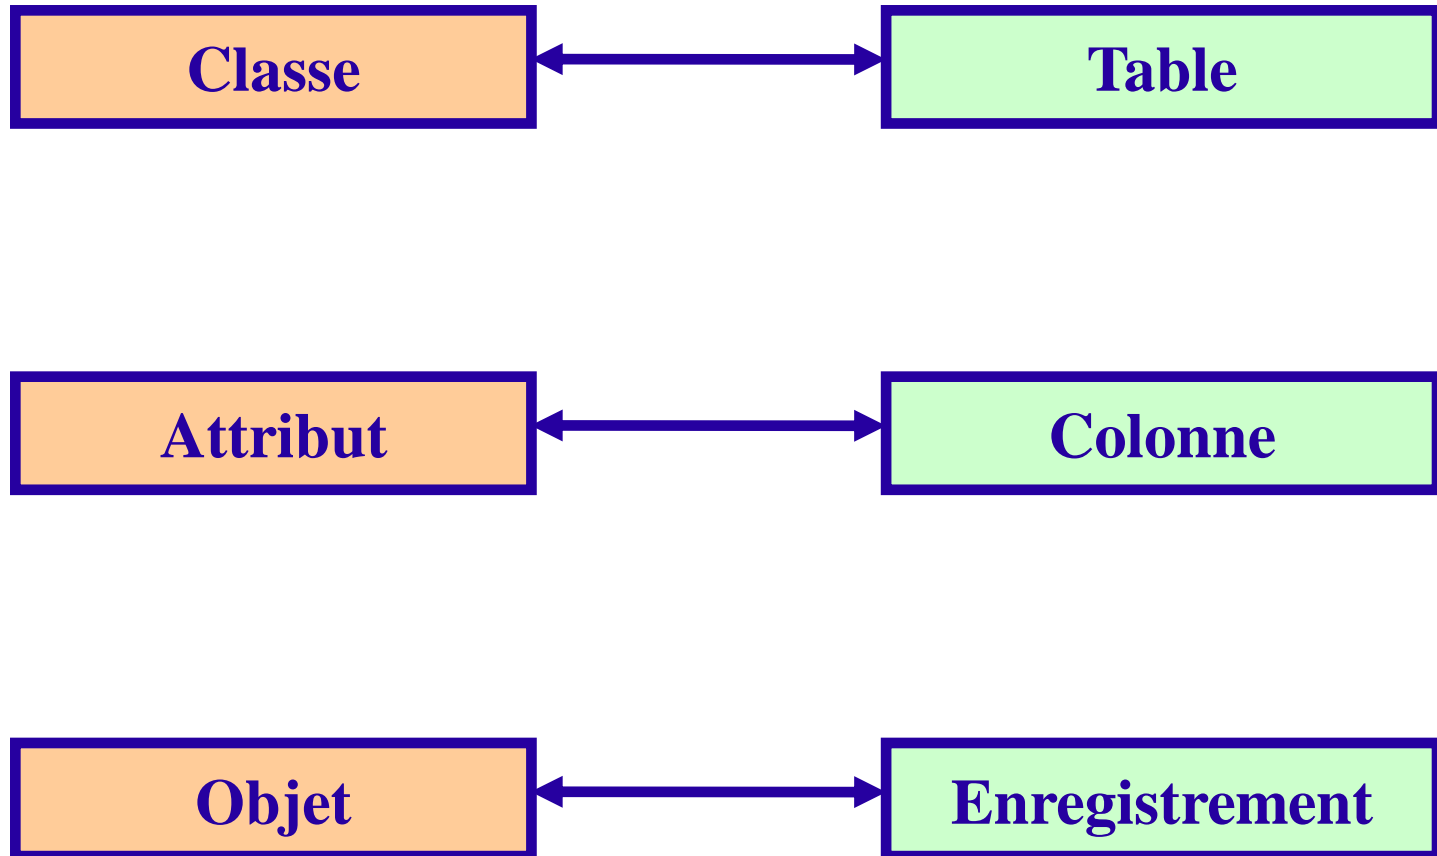 Classe
Table
Attribut
Colonne
Objet
Enregistrement